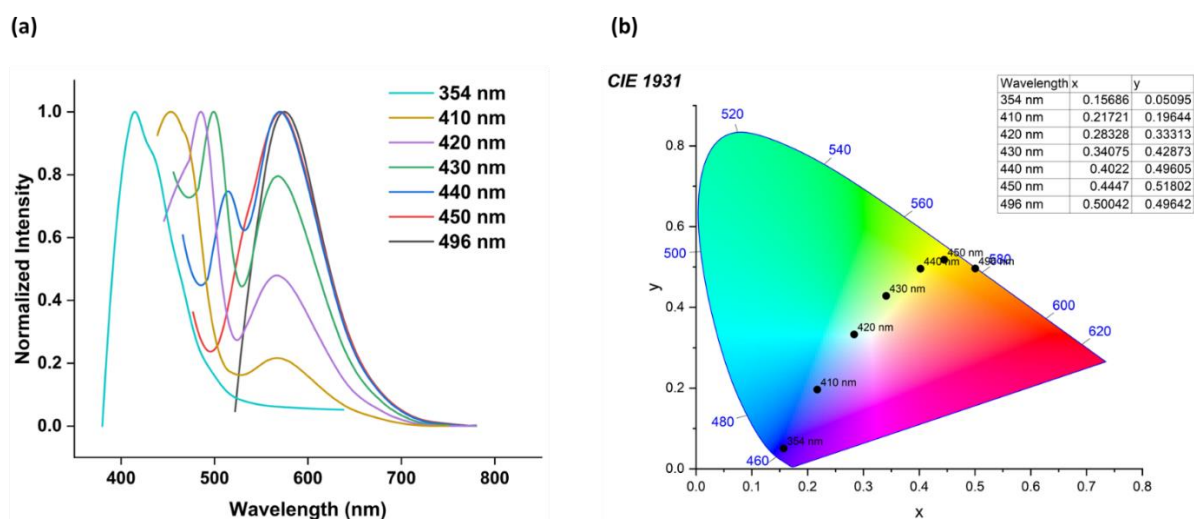 (a)
(b)
Normalized Intensity
1.0
0.8
0.6
0.4
0.2
0.0
354 nm
410 nm
420 nm
430 nm
440 nm
450 nm
496 nm
400
500
600
700
800
Wavelength (nm)
CIE 1931
Wavelength x y
354 nm 0.15686 0.05095
410 nm 0.21721 0.19644
420 nm 0.28328 0.33313
430 nm 0.34075 0.42873
440 nm 0.4022 0.49605
450 nm 0.4447 0.51802
496 nm 0.50042 0.49642
y
0.8
0.6
0.4
0.2
0.0
520
540
560
500
450 nm
580
440 nm
490 nm
430 nm
600
420 nm
620
410 nm
480
354 nm
460
0.0
0.1
0.2
0.3
0.4
0.5
0.6
0.7
0.8
x